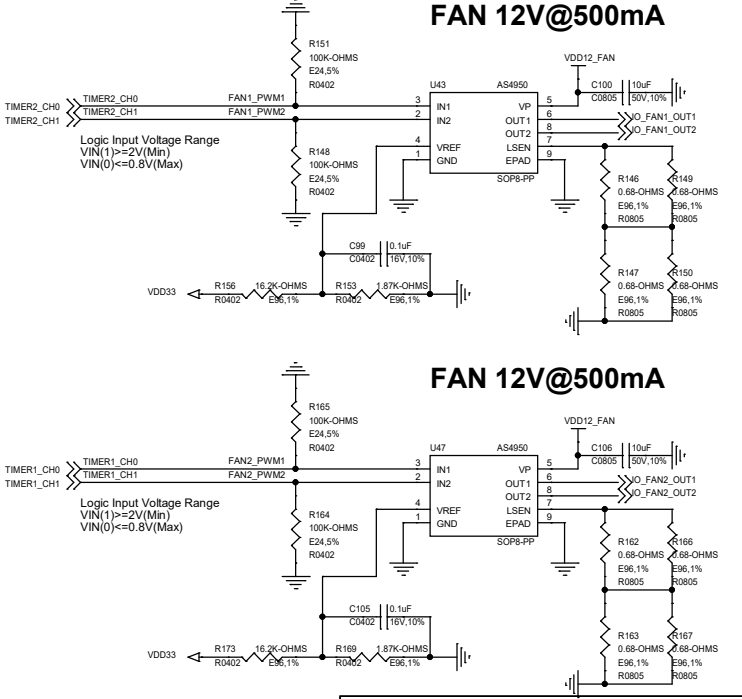 FAN 12V@500mA
R151
100K-OHMS
E24,5%
R0402
VDD12_FAN
U43 AS4950
C100 10uF
C0805 50V,10%
TIMER2_CH0 TIMER2_CH0 FAN1_PWM1 3 IN1 VP 5
TIMER2_CH1 TIMER2_CH1 FAN1_PWM2 2 IN2 OUT1 6 IO_FAN1_OUT1
OUT2 8 IO_FAN1_OUT2
4 VREF LSEN 7
1 GND EPAD 9
SOP8-PP
Logic Input Voltage Range
VIN(1)>=2V(Min)
VIN(0)<=0.8V(Max)
R148
100K-OHMS
E24,5%
R0402
R146 R149
0.68-OHMS 0.68-OHMS
E96,1% E96,1%
R0805 R0805
C99 0.1uF
C0402 16V,10%
R147 R150
0.68-OHMS 0.68-OHMS
E96,1% E96,1%
R0805 R0805
VDD33 R156 16.2K-OHMS R153 1.87K-OHMS
R0402 E96,1% R0402 E96,1%
FAN 12V@500mA
R165
100K-OHMS
E24,5%
R0402
VDD12_FAN
U47 AS4950
C106 10uF
C0805 50V,10%
TIMER1_CH0 TIMER1_CH0 FAN2_PWM1 3 IN1 VP 5
TIMER1_CH1 TIMER1_CH1 FAN2_PWM2 2 IN2 OUT1 6 IO_FAN2_OUT1
OUT2 8 IO_FAN2_OUT2
4 VREF LSEN 7
1 GND EPAD 9
SOP8-PP
Logic Input Voltage Range
VIN(1)>=2V(Min)
VIN(0)<=0.8V(Max)
R164
100K-OHMS
E24,5%
R0402
R162 R166
0.68-OHMS 0.68-OHMS
E96,1% E96,1%
R0805 R0805
C105 0.1uF
C0402 16V,10%
R163 R167
0.68-OHMS 0.68-OHMS
E96,1% E96,1%
R0805 R0805
VDD33 R173 16.2K-OHMS R169 1.87K-OHMS
R0402 E96,1% R0402 E96,1%